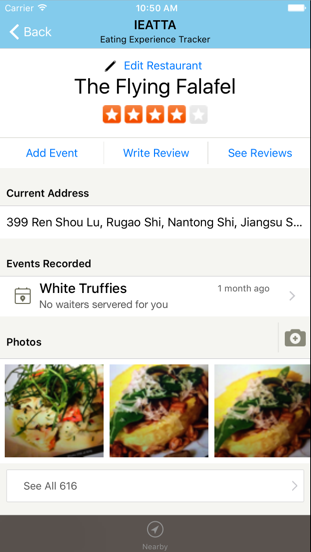 Carrier 10:50 AM
Back IEATTA
Eating Experience Tracker
Edit Restaurant
The Flying Falafel
Add Event Write Review See Reviews
Current Address
399 Ren Shou Lu, Rugao Shi, Nantong Shi, Jiangsu S...
Events Recorded
White Truffies 1 month ago
No waiters servered for you
Photos
See All 616
Nearby